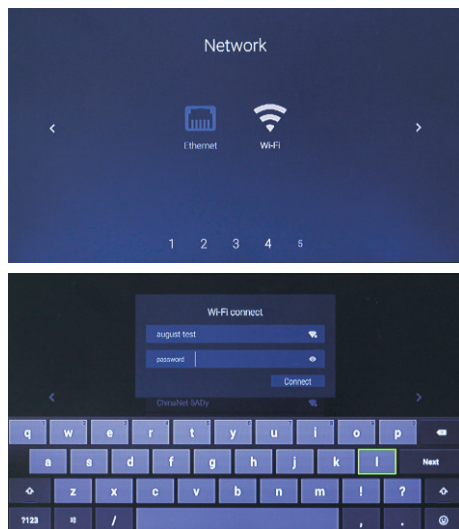 Network
<
>
Ethernet Wi-Fi
1 2 3 4 5
Wi-Fi connect
august test
password
Connect
ChinaNet-5ADy
<
>
q w e r t y u i o p
a s d f g h j k l Next
z x c v b n m ! ?
?123 / , .